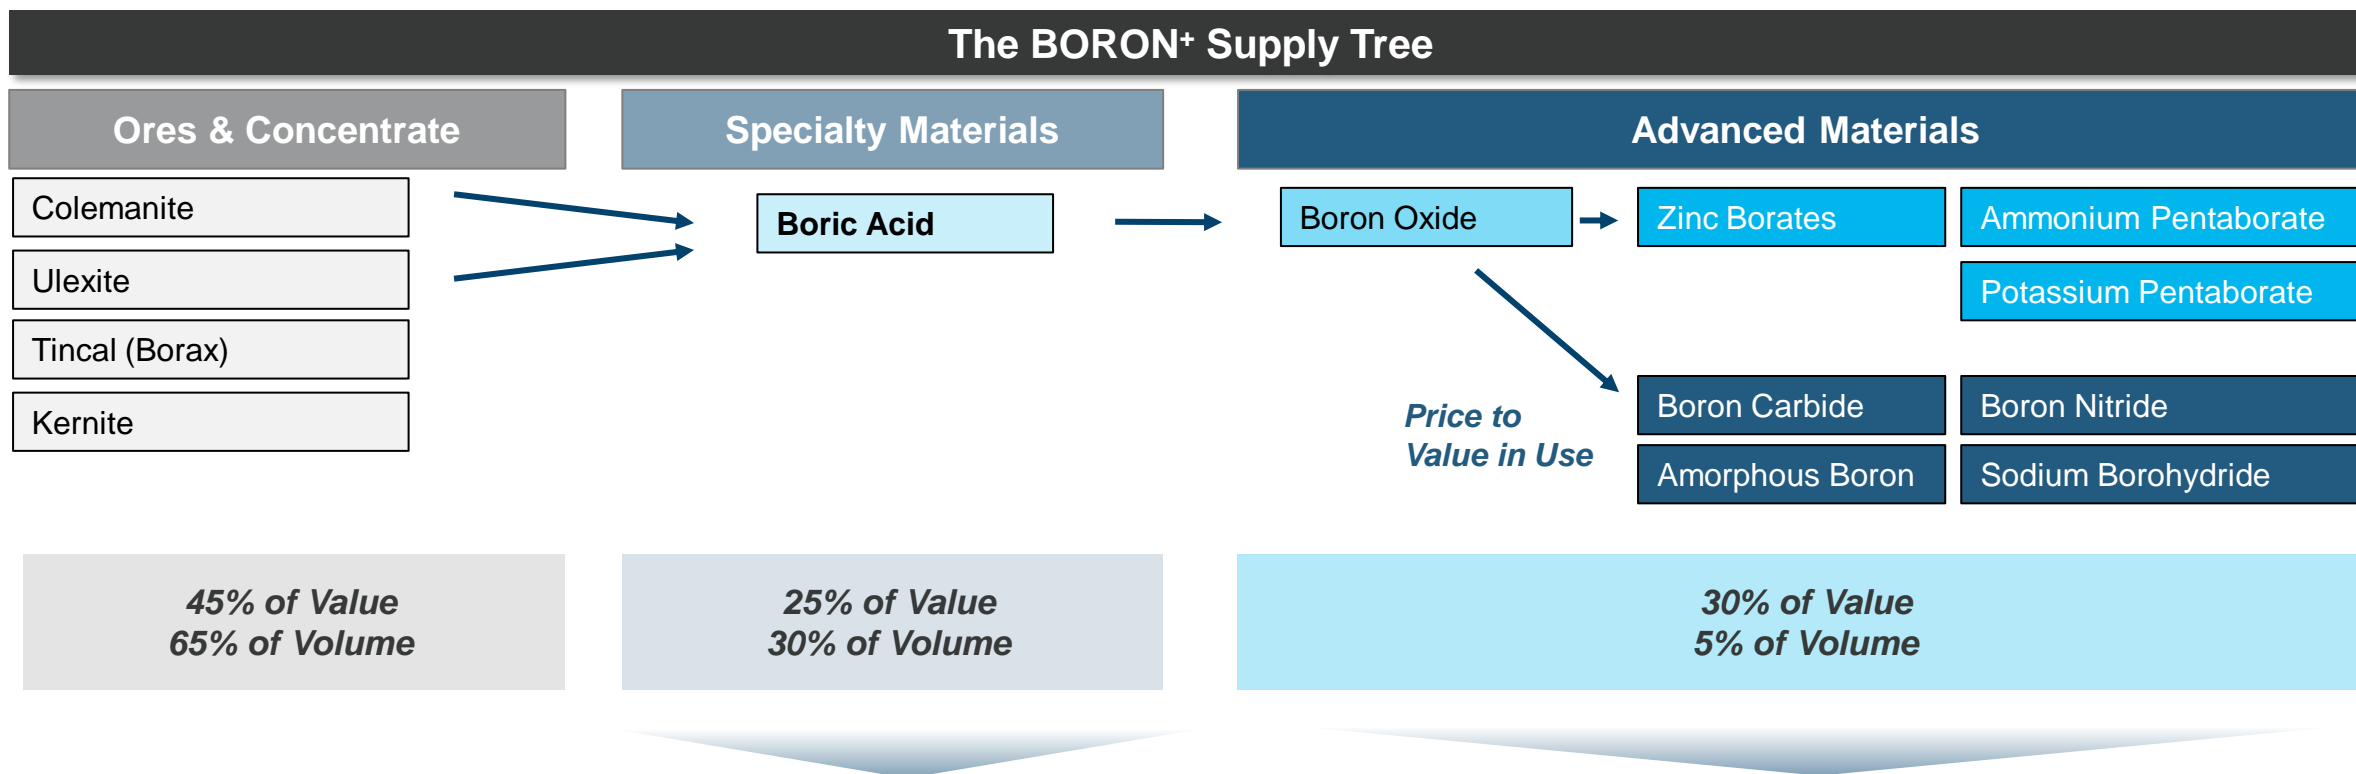 The BORON⁺ Supply Tree
Ores & Concentrate
Specialty Materials
Advanced Materials
Colemanite
Ulexite
Tincal (Borax)
Kernite
Boric Acid
Boron Oxide
Zinc Borates
Ammonium Pentaborate
Potassium Pentaborate
Price to
Value in Use
Boron Carbide
Boron Nitride
Amorphous Boron
Sodium Borohydride
45% of Value
65% of Volume
25% of Value
30% of Volume
30% of Value
5% of Volume